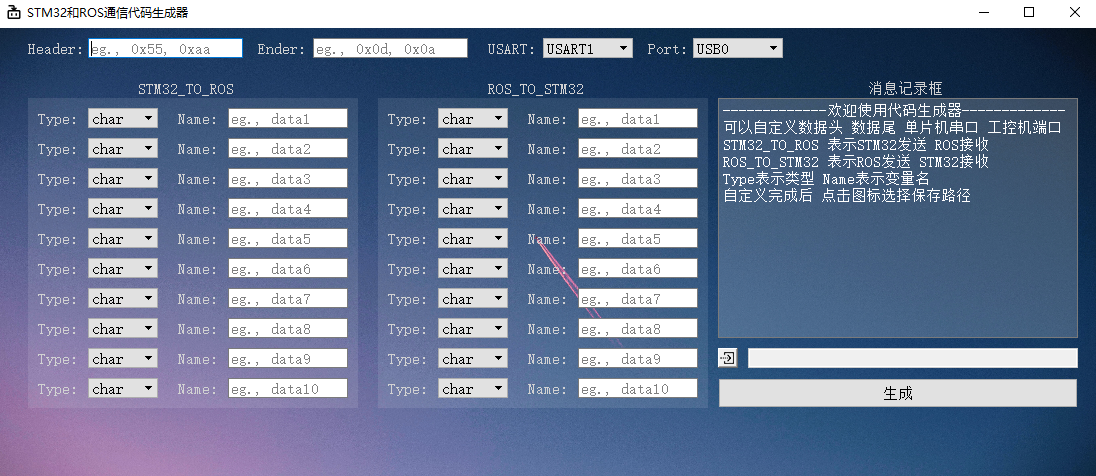 STM32和ROS通信代码生成器
Header: eg., 0x55, 0xaa Ender: eg., 0x0d, 0x0a USART: USART1 Port: USB0
STM32_TO_ROS
Type: char Name: eg., data1
Type: char Name: eg., data2
Type: char Name: eg., data3
Type: char Name: eg., data4
Type: char Name: eg., data5
Type: char Name: eg., data6
Type: char Name: eg., data7
Type: char Name: eg., data8
Type: char Name: eg., data9
Type: char Name: eg., data10
ROS_TO_STM32
Type: char Name: eg., data1
Type: char Name: eg., data2
Type: char Name: eg., data3
Type: char Name: eg., data4
Type: char Name: eg., data5
Type: char Name: eg., data6
Type: char Name: eg., data7
Type: char Name: eg., data8
Type: char Name: eg., data9
Type: char Name: eg., data10
消息记录框
-------------欢迎使用代码生成器-------------
可以自定义数据头 数据尾 单片机串口 工控机端口
STM32_TO_ROS 表示STM32发送 ROS接收
ROS_TO_STM32 表示ROS发送 STM32接收
Type表示类型 Name表示变量名
自定义完成后 点击图标选择保存路径
生成